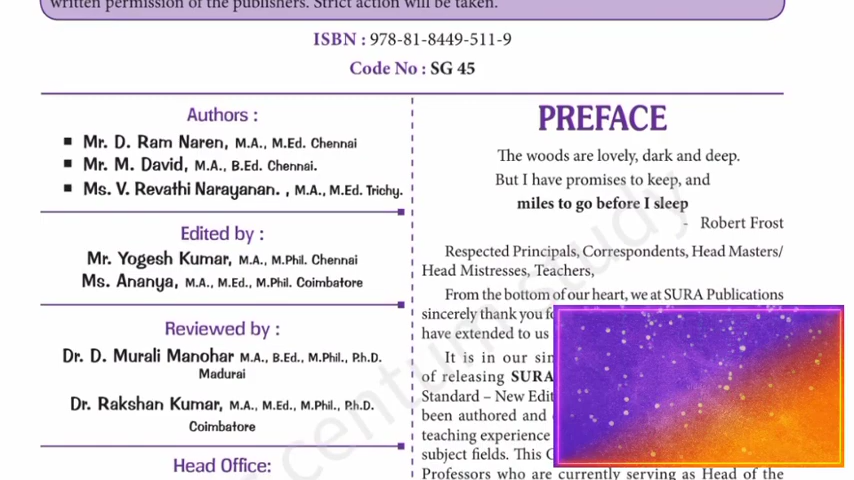 written permission of the publishers. Strict action will be taken.
ISBN : 978-81-8449-511-9
Code No : SG 45
Authors :
■ Mr. D. Ram Naren, M.A., M.Ed. Chennai
■ Mr. M. David, M.A., B.Ed. Chennai.
■ Ms. V. Revathi Narayanan. , M.A., M.Ed. Trichy.
Edited by :
Mr. Yogesh Kumar, M.A., M.Phil. Chennai
Ms. Ananya, M.A., M.Ed., M.Phil. Coimbatore
Reviewed by :
Dr. D. Murali Manohar M.A., B.Ed., M.Phil., P.h.D.
Madurai
Dr. Rakshan Kumar, M.A., M.Ed., M.Phil., P.h.D.
Coimbatore
Head Office:
PREFACE
The woods are lovely, dark and deep.
But I have promises to keep, and
miles to go before I sleep
- Robert Frost
Respected Principals, Correspondents, Head Masters/
Head Mistresses, Teachers,
From the bottom of our heart, we at SURA Publications
sincerely thank you
have extended to us
It is in our
of releasing SURA
Standard – New
been authored and
teaching experience
subject fields. This
Professors who are currently serving as Head of the
centum study